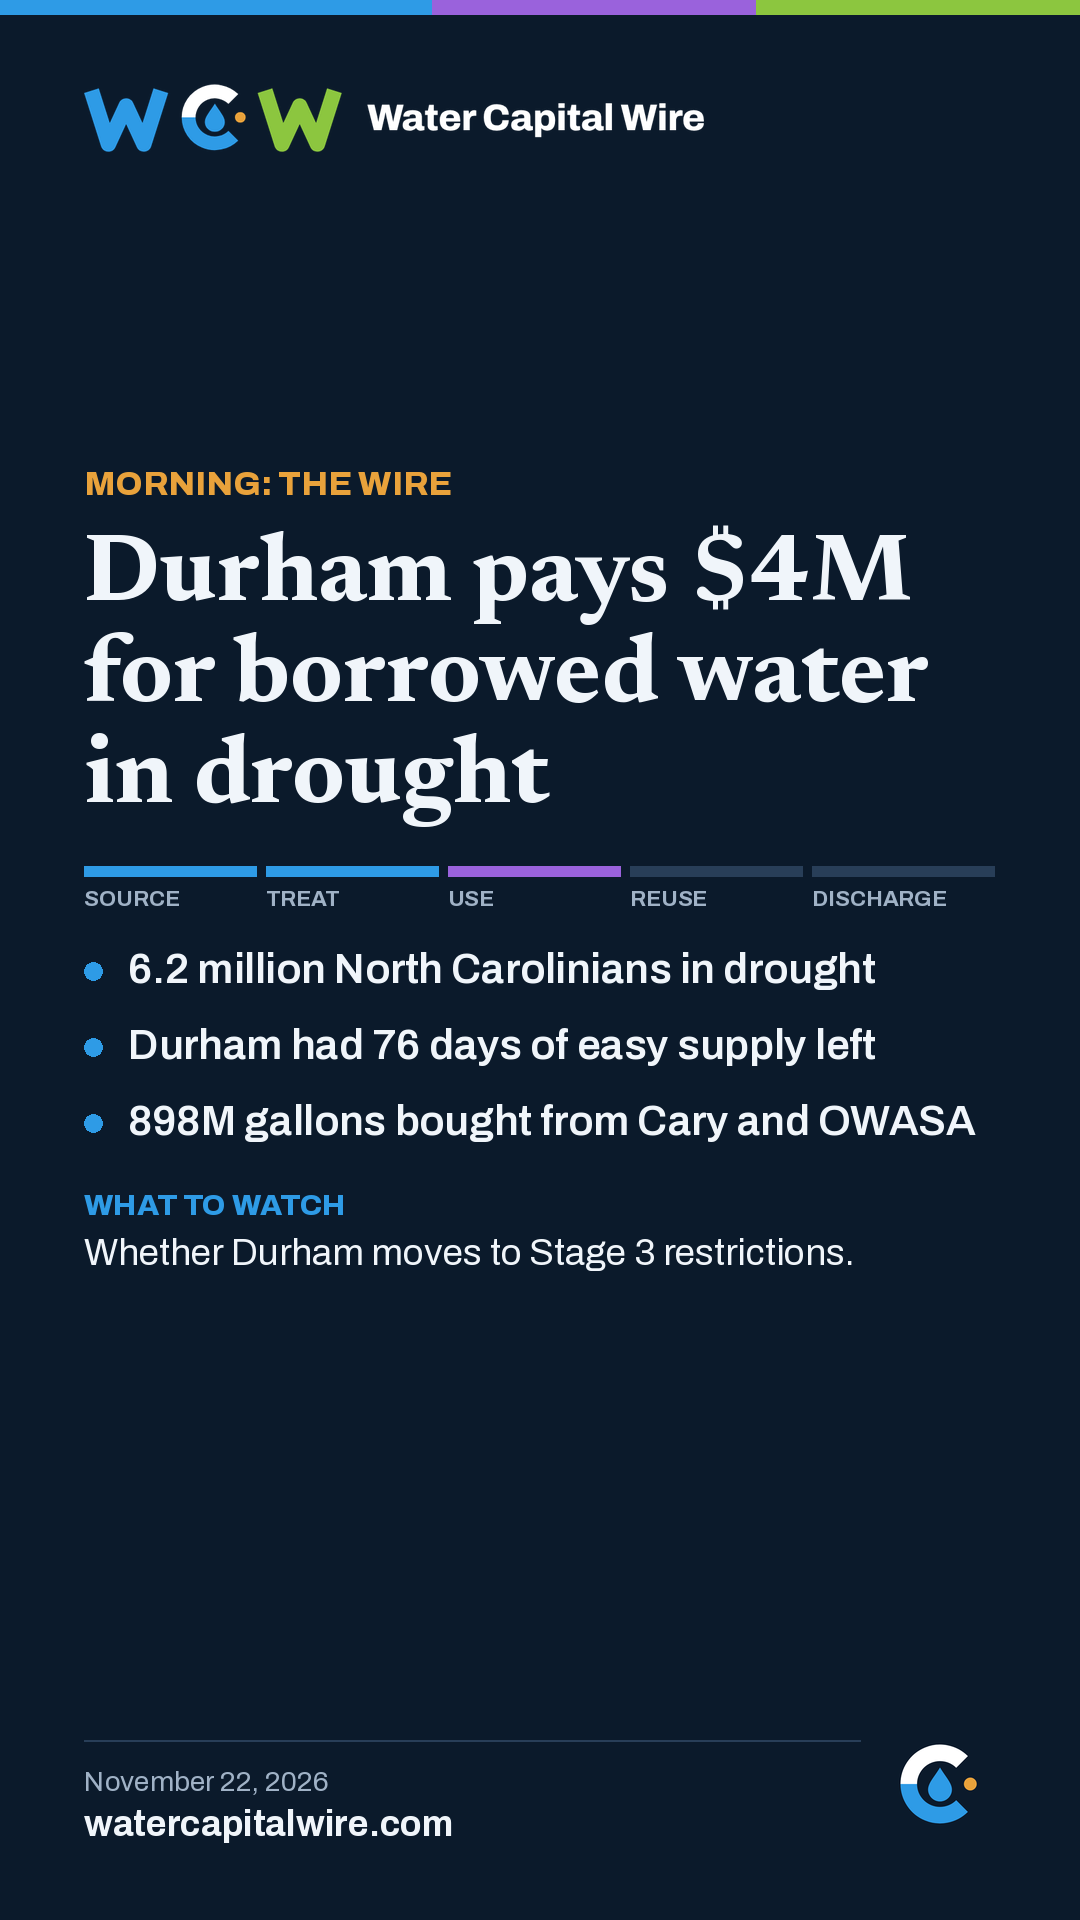 WCW Water Capital Wire
MORNING: THE WIRE
Durham pays $4M
for borrowed water
in drought
SOURCE TREAT USE REUSE DISCHARGE
6.2 million North Carolinians in drought
Durham had 76 days of easy supply left
898M gallons bought from Cary and OWASA
WHAT TO WATCH
Whether Durham moves to Stage 3 restrictions.
November 22, 2026
watercapitalwire.com